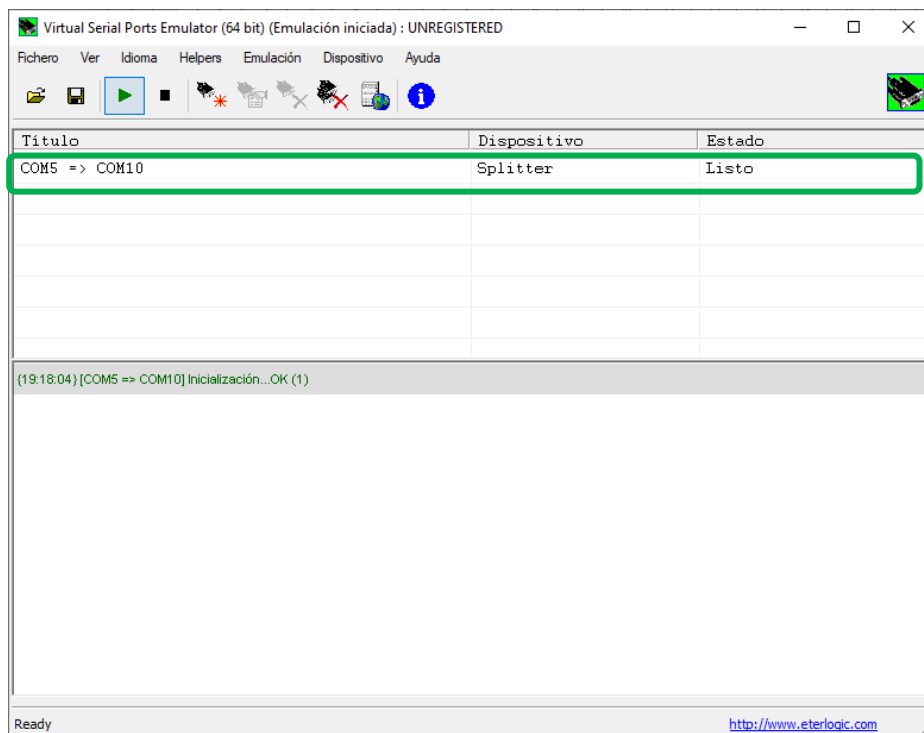 Virtual Serial Ports Emulator (64 bit) (Emulación iniciada) : UNREGISTERED
Fichero Ver Idioma Helpers Emulación Dispositivo Ayuda
Título Dispositivo Estado
COM5 => COM10 Splitter Listo
{19:18:04} [COM5 => COM10] Inicialización...OK (1)
Ready http://www.eterlogic.com